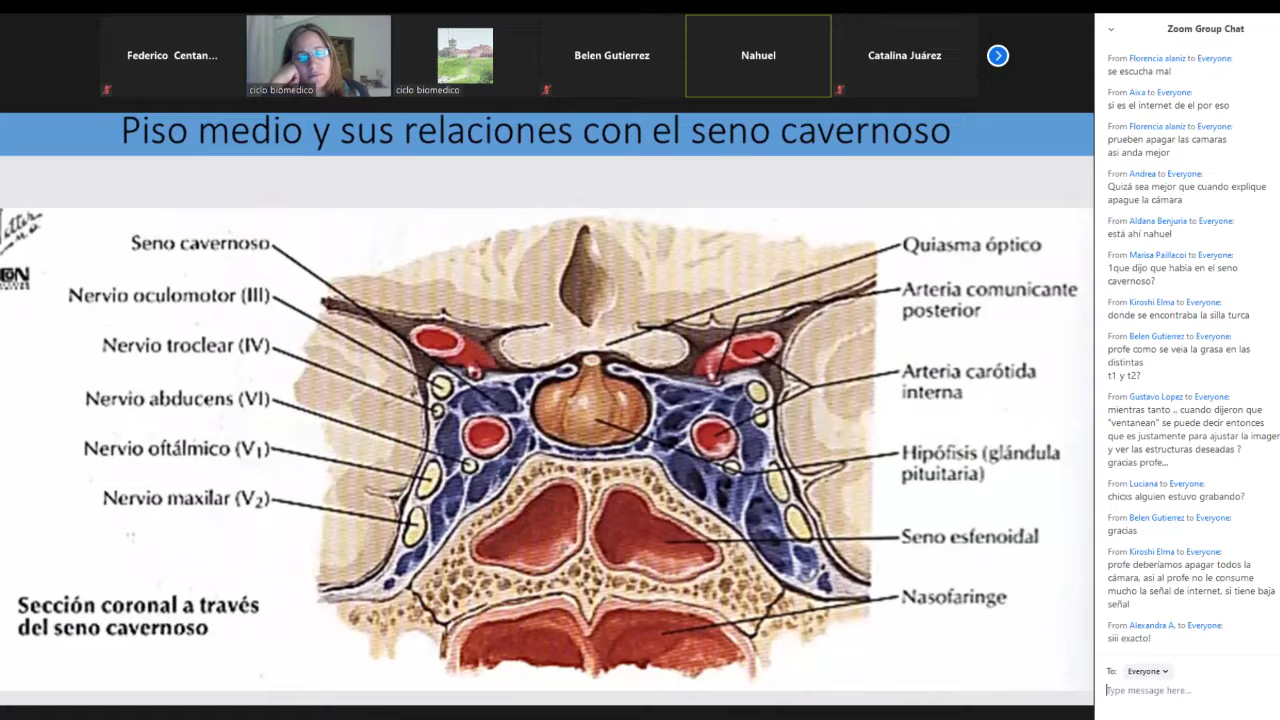 Federico Centan...
ciclo biomedico
ciclo biomedico
Belen Gutierrez
Nahuel
Catalina Juárez
Piso medio y sus relaciones con el seno cavernoso
Seno cavernoso
Nervio oculomotor (III)
Nervio troclear (IV)
Nervio abducens (VI)
Nervio oftálmico (V₁)
Nervio maxilar (V₂)
Sección coronal a través
del seno cavernoso
Quiasma óptico
Arteria comunicante
posterior
Arteria carótida
interna
Hipófisis (glándula
pituitaria)
Seno esfenoidal
Nasofaringe
Zoom Group Chat
From Florencia alaniz to Everyone:
se escucha mal
From Aixa to Everyone:
si es el internet de el por eso
From Florencia alaniz to Everyone:
prueben apagar las camaras
asi anda mejor
From Andrea to Everyone:
Quizá sea mejor que cuando explique
apague la cámara
From Aldana Benjuria to Everyone:
está ahí nahuel
From Marisa Paillacoi to Everyone:
1que dijo que habia en el seno
cavernoso?
From Kiroshi Elma to Everyone:
donde se encontraba la silla turca
From Belen Gutierrez to Everyone:
profe como se veia la grasa en las
distintas
t1 y t2?
From Gustavo Lopez to Everyone:
mientras tanto .. cuando dijeron que
"ventanean" se puede decir entonces
que es justamente para ajustar la imagen
y ver las estructuras deseadas ?
gracias profe...
From Luciana to Everyone:
chicxs alguien estuvo grabando?
From Belen Gutierrez to Everyone:
gracias
From Kiroshi Elma to Everyone:
profe deberíamos apagar todos la
cámara, asi al profe no le consume
mucho la señal de internet, si tiene baja
señal
From Alexandra A. to Everyone:
siii exacto!
To: Everyone
Type message here...